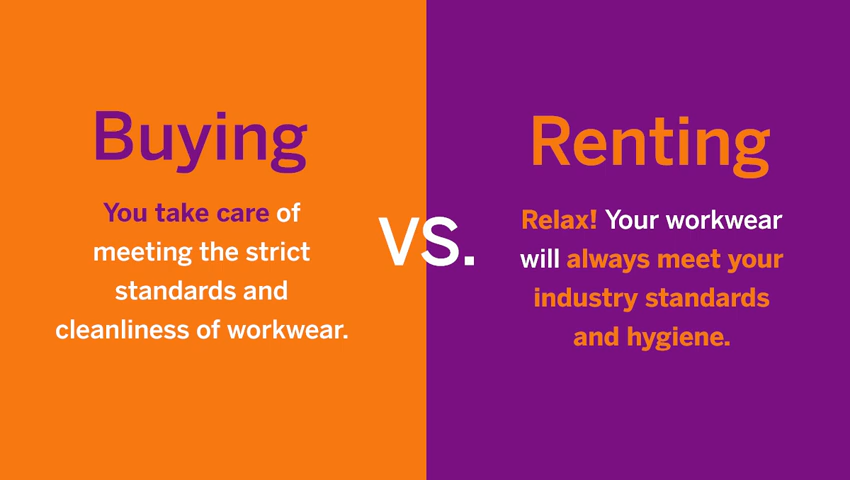 Buying
You take care of
meeting the strict
standards and
cleanliness of workwear.
vs.
Renting
Relax! Your workwear
will always meet your
industry standards
and hygiene.